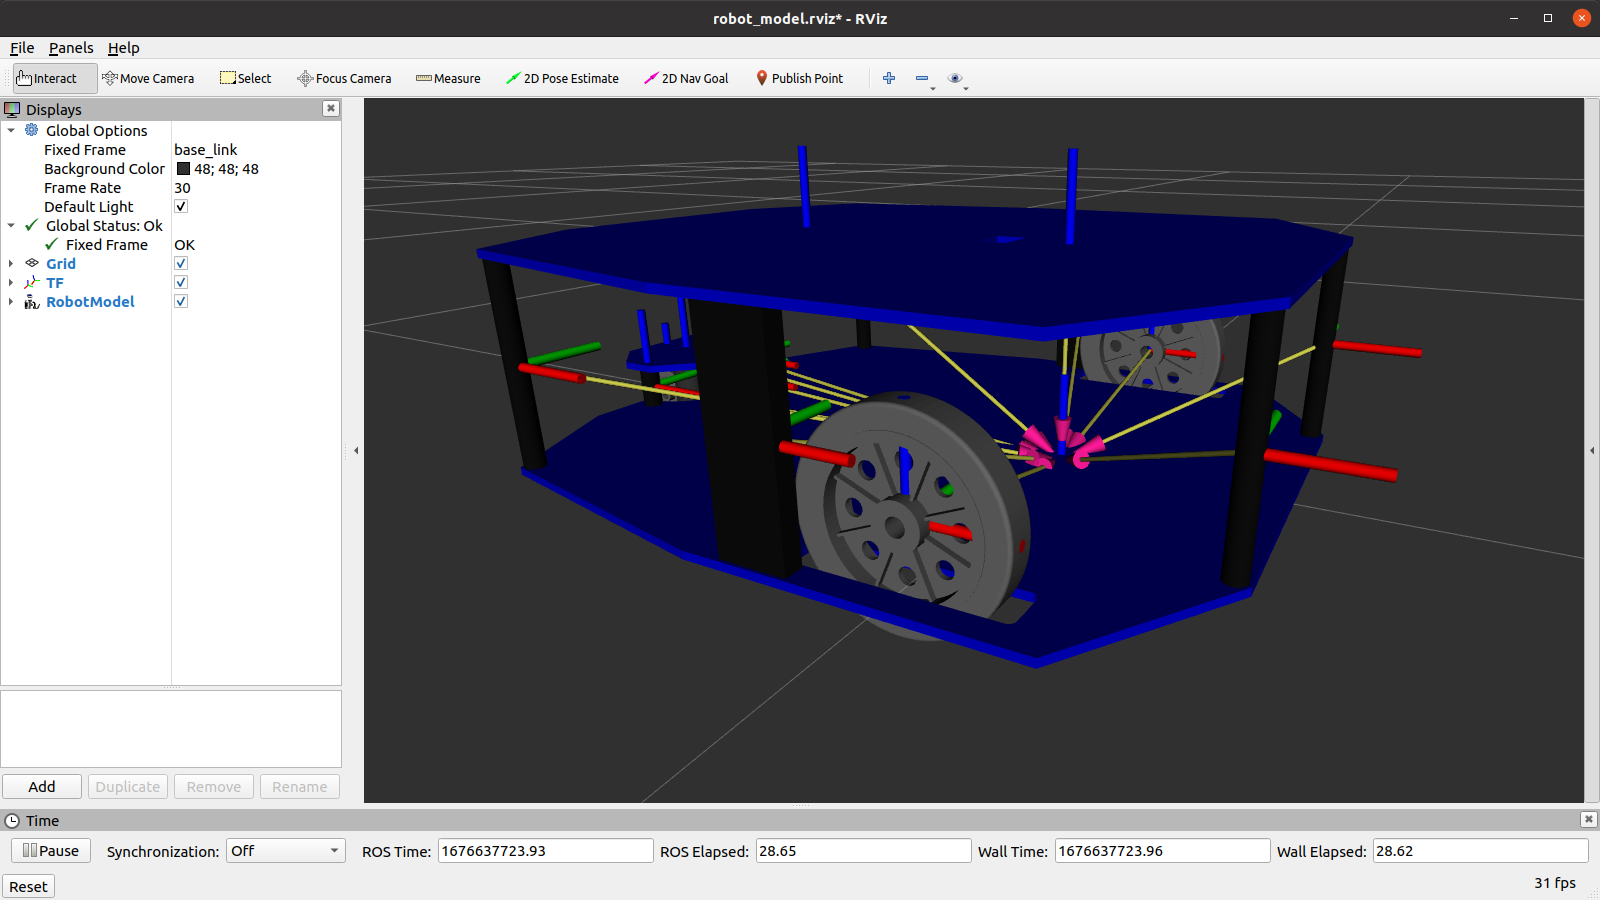 robot_model.rviz* - RViz
File Panels Help
Interact Move Camera Select Focus Camera Measure 2D Pose Estimate 2D Nav Goal Publish Point
Displays
Global Options
Fixed Frame base_link
Background Color 48; 48; 48
Frame Rate 30
Default Light
Global Status: Ok
Fixed Frame OK
Grid
TF
RobotModel
Add Duplicate Remove Rename
Time
Pause Synchronization: Off ROS Time: 1676637723.93 ROS Elapsed: 28.65 Wall Time: 1676637723.96 Wall Elapsed: 28.62
Reset 31 fps